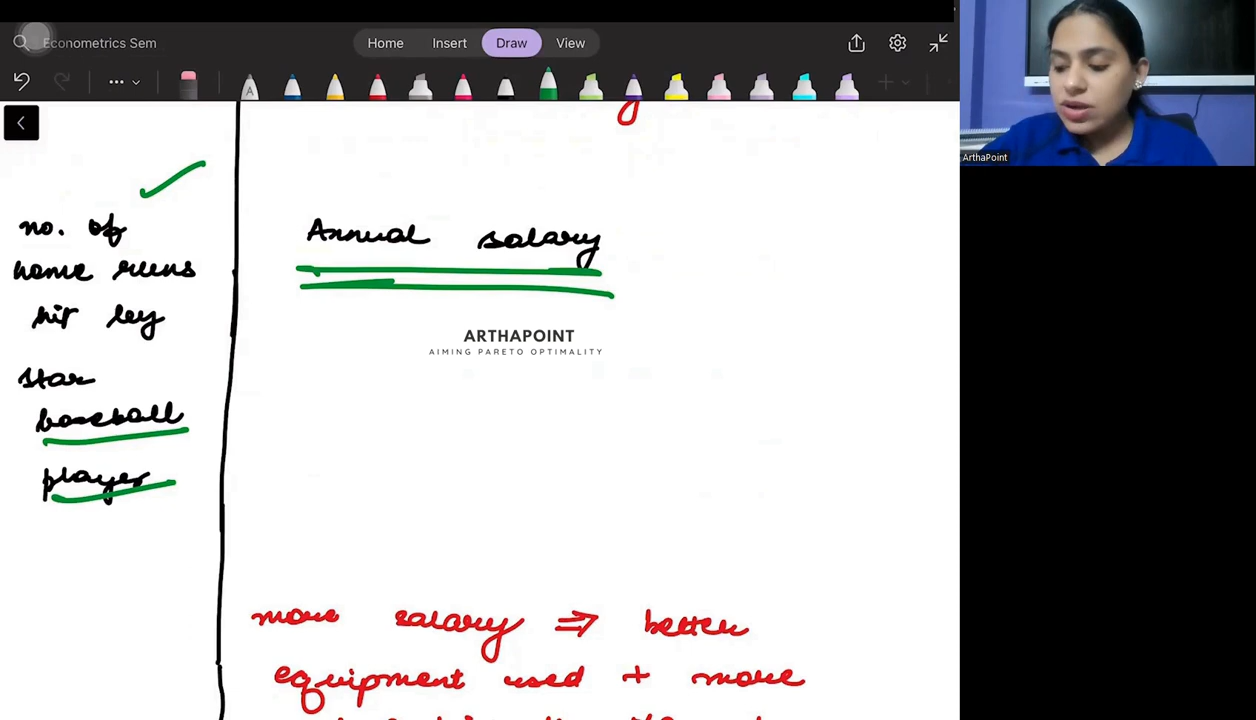 Econometrics Sem
Home Insert Draw View
A
ArthaPoint
no. of
home runs
hit by
star
baseball
player
Annual salary
ARTHAPOINT
AIMING PARETO OPTIMALITY
more salary ⇒ better
equipment used + more